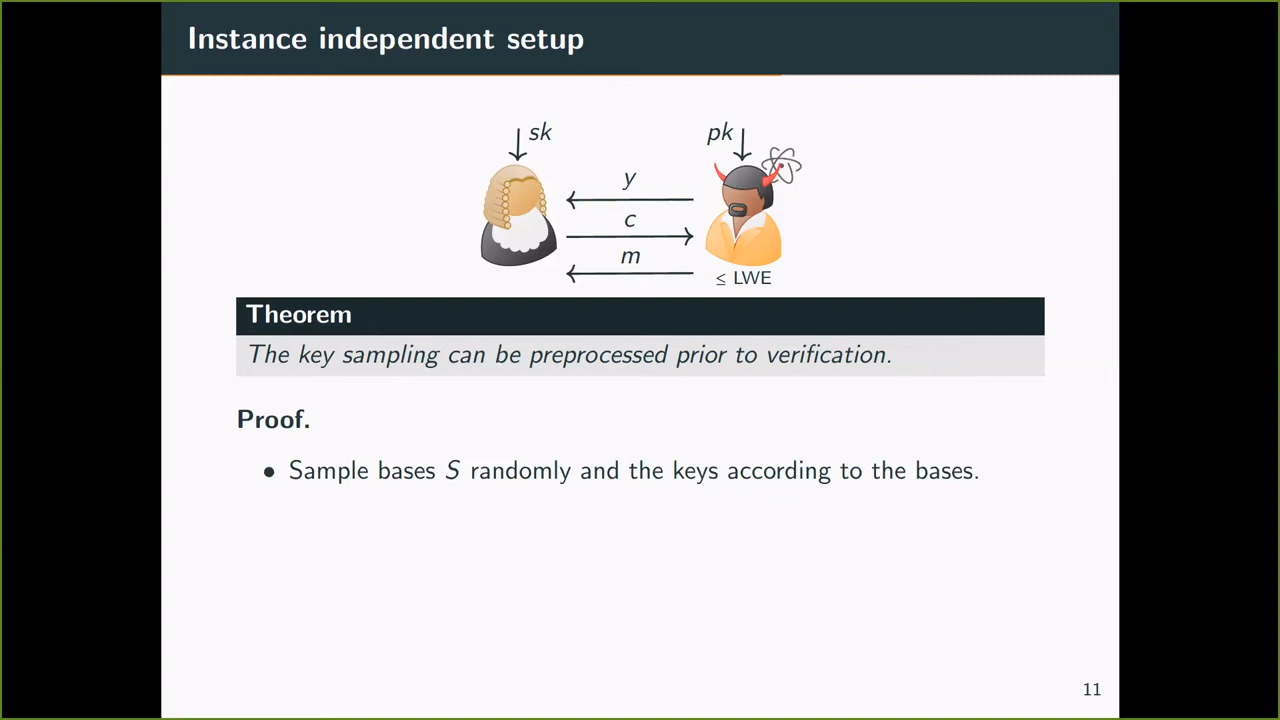 Instance independent setup
sk
pk
y
c
m
≤ LWE
Theorem
The key sampling can be preprocessed prior to verification.
Proof.
• Sample bases S randomly and the keys according to the bases.
11